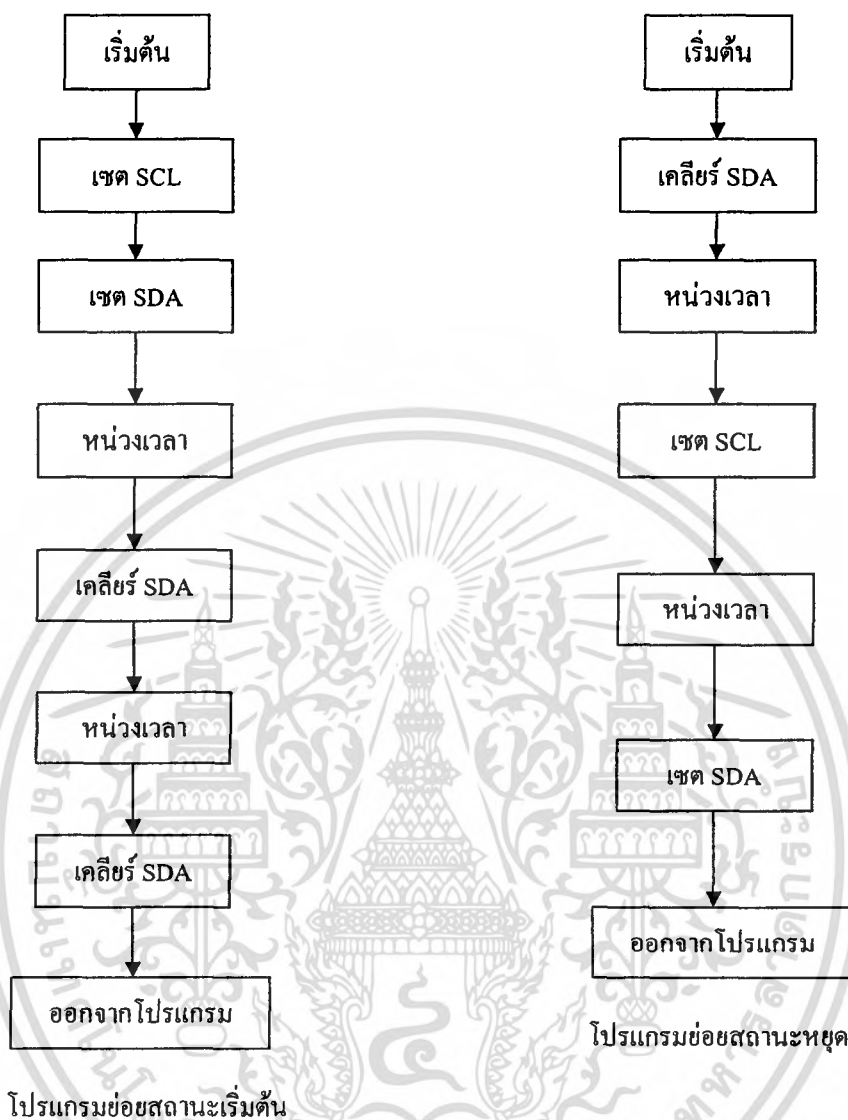 เริ่มต้น
เซต SCL
เซต SDA
หน่วงเวลา
เคลียร์ SDA
หน่วงเวลา
เคลียร์ SDA
ออกจากโปรแกรม
โปรแกรมย่อยสถานะเริ่มต้น
เริ่มต้น
เคลียร์ SDA
หน่วงเวลา
เซต SCL
หน่วงเวลา
เซต SDA
ออกจากโปรแกรม
โปรแกรมย่อยสถานะหยุด